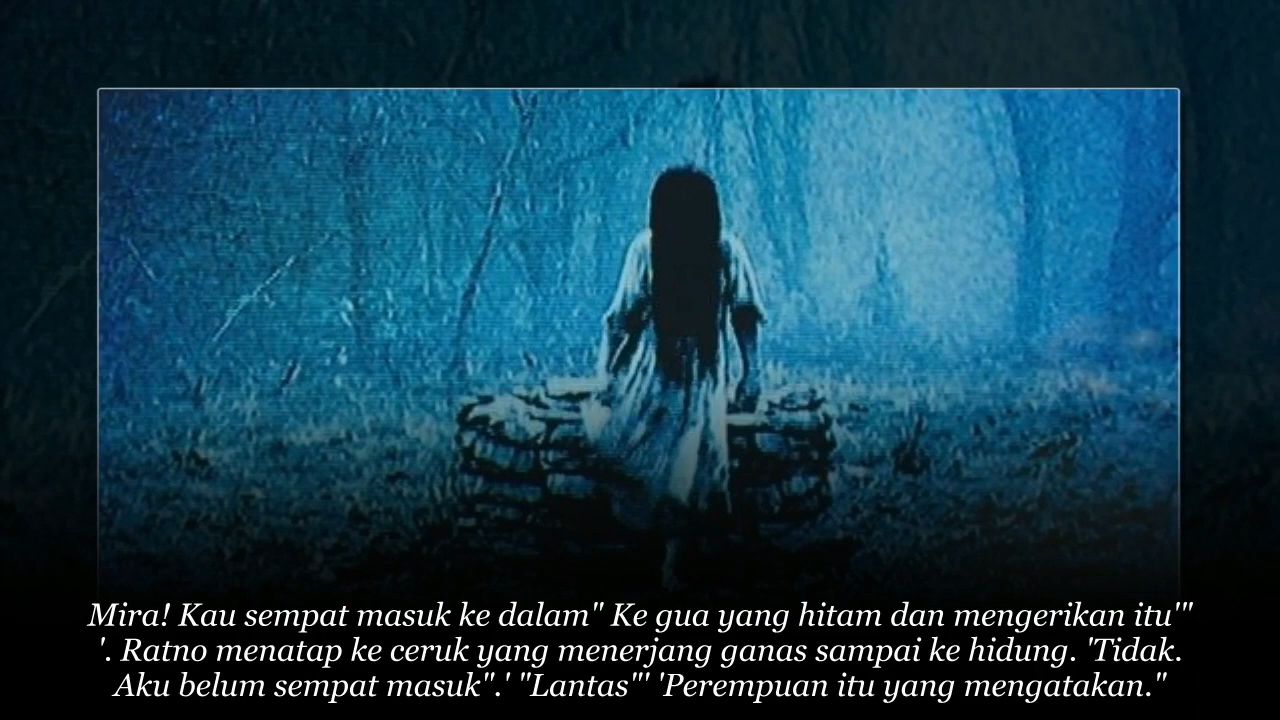 Mira! Kau sempat masuk ke dalam" Ke gua yang hitam dan mengerikan itu'"
'. Ratno menatap ke ceruk yang menerjang ganas sampai ke hidung. 'Tidak.
Aku belum sempat masuk".' "Lantas"' 'Perempuan itu yang mengatakan."